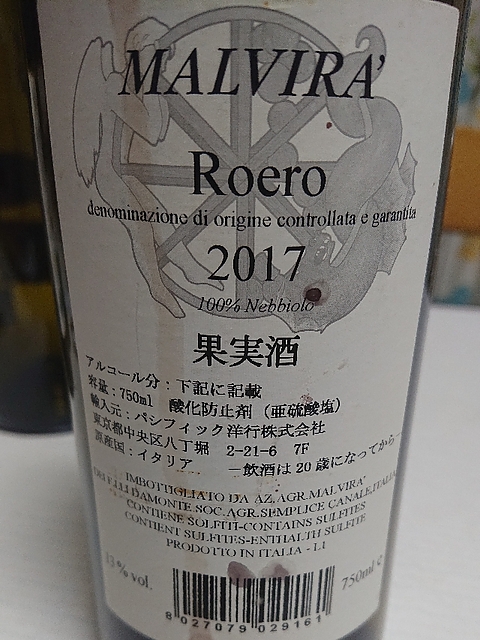 MALVIRA'
Roero
denominazione di origine controllata e garantita
2017
100% Nebbiolo
果実酒
アルコール分：下記に記載
容量：750ml 酸化防止剤（亜硫酸塩）
輸入元：パシフィック洋行株式会社
東京都中央区八丁堀 2-21-6 7F
原産国：イタリア ―飲酒は20歳になってから―
IMBOTTIGLIATO DA AZ.AGR.MALVIRA'
DEI F.LLI DAMONTE SOC.AGR.SEMPLICE CANALE,ITALIA
CONTIENE SOLFITI-CONTAINS SULFITES
CONTIENT SULFITES-ENTHALTH SULFITE
PRODOTTO IN ITALIA - L1
13% vol.
750ml e
8 027079 029161